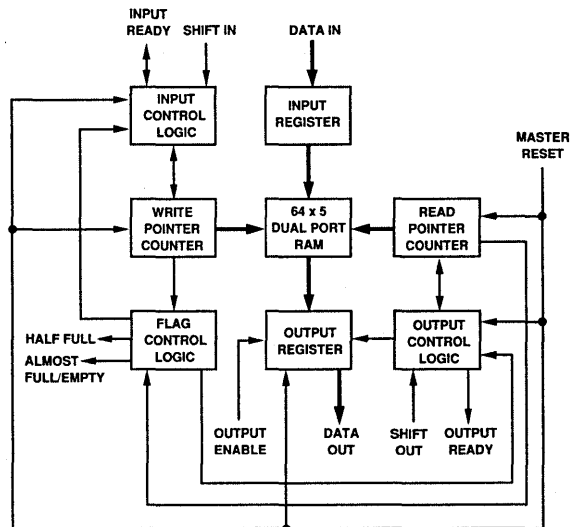 INPUT
READY
SHIFT IN
DATA IN
INPUT
CONTROL
LOGIC
INPUT
REGISTER
MASTER
RESET
WRITE
POINTER
COUNTER
64 x 5
DUAL PORT
RAM
READ
POINTER
COUNTER
FLAG
CONTROL
LOGIC
OUTPUT
REGISTER
OUTPUT
CONTROL
LOGIC
HALF FULL
ALMOST
FULL/EMPTY
OUTPUT
ENABLE
DATA
OUT
SHIFT
OUT
OUTPUT
READY